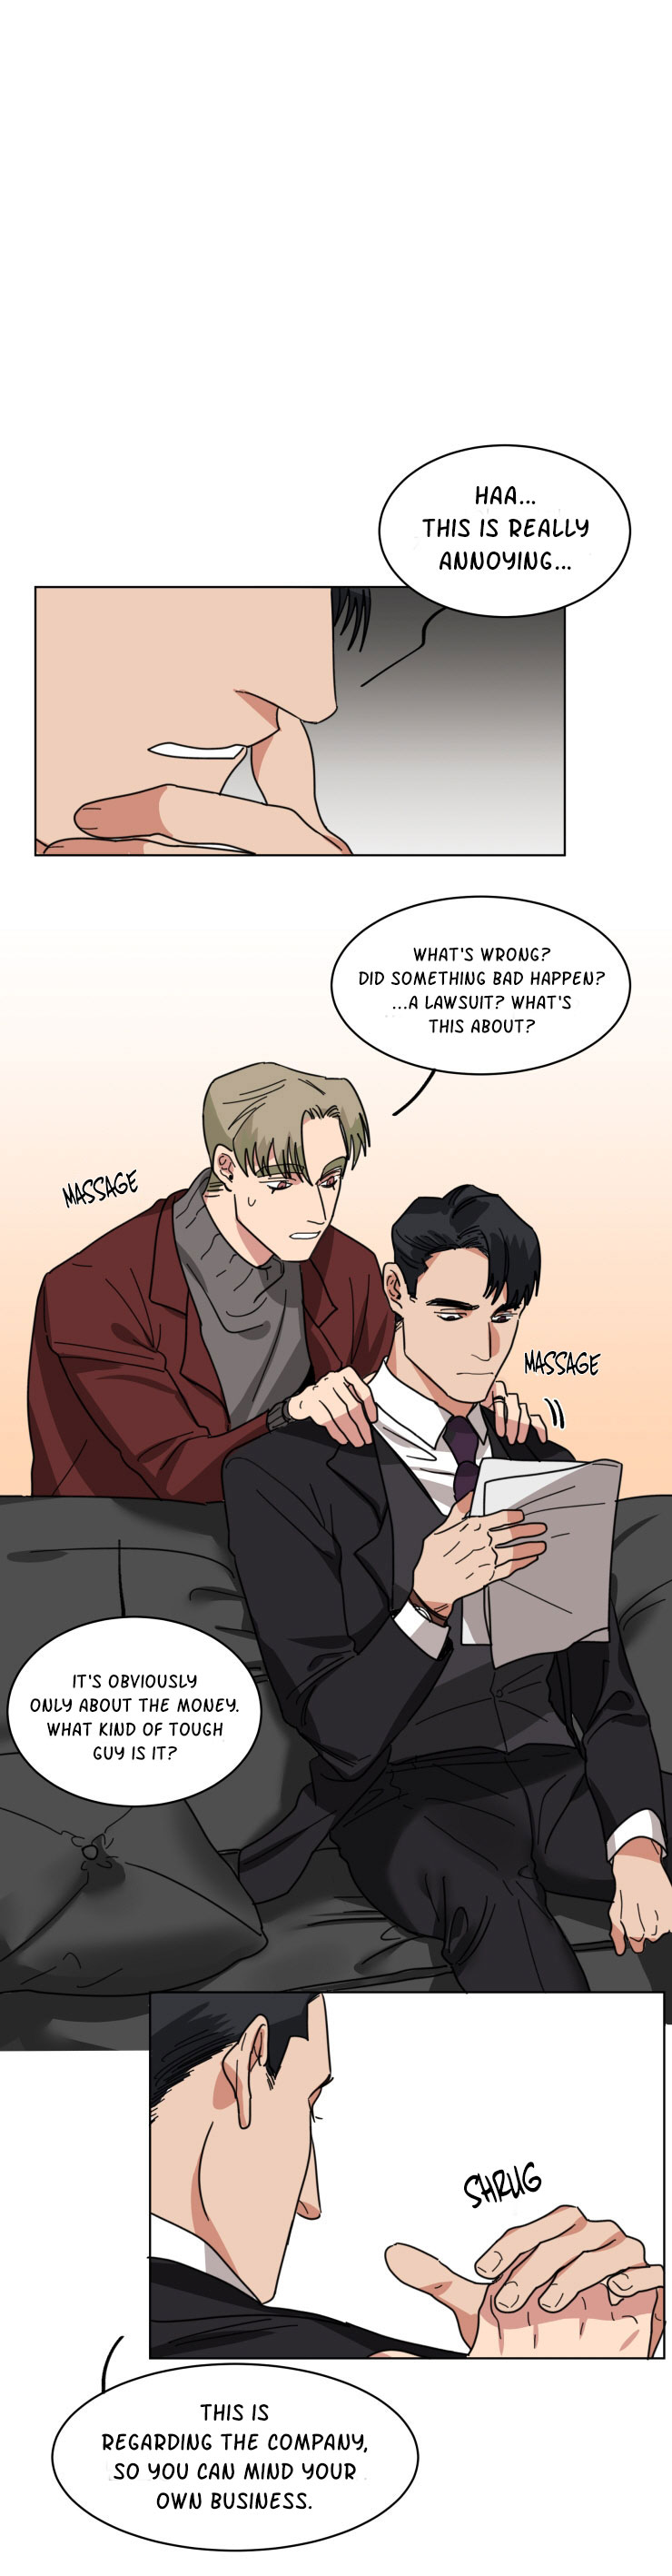 HAA...
THIS IS REALLY
ANNOYING...
WHAT'S WRONG?
DID SOMETHING BAD HAPPEN?
...A LAWSUIT? WHAT'S
THIS ABOUT?
MASSAGE
MASSAGE
IT'S OBVIOUSLY
ONLY ABOUT THE MONEY.
WHAT KIND OF TOUGH
GUY IS IT?
SHRUG
THIS IS
REGARDING THE COMPANY,
SO YOU CAN MIND YOUR
OWN BUSINESS.